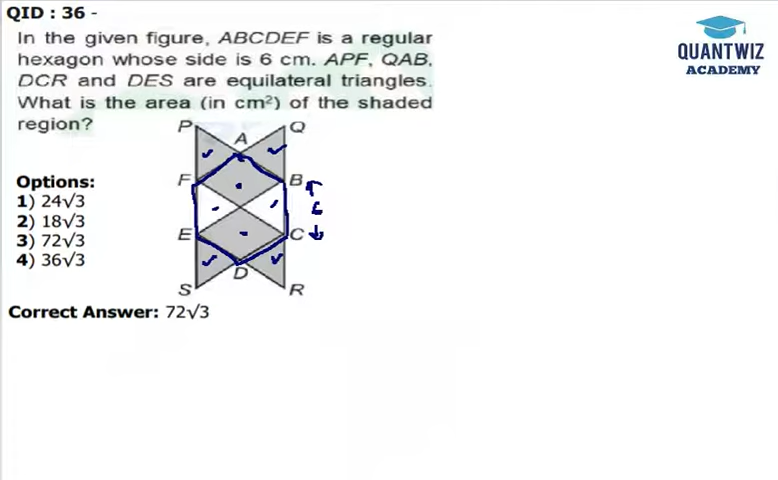 QID : 36 -
In the given figure, ABCDEF is a regular
hexagon whose side is 6 cm. APF, QAB,
DCR and DES are equilateral triangles.
What is the area (in cm²) of the shaded
region?
QUANTWIZ
ACADEMY
P
A
Q
F
B
E
C
D
S
R
6
Options:
1) 24√3
2) 18√3
3) 72√3
4) 36√3
Correct Answer: 72√3